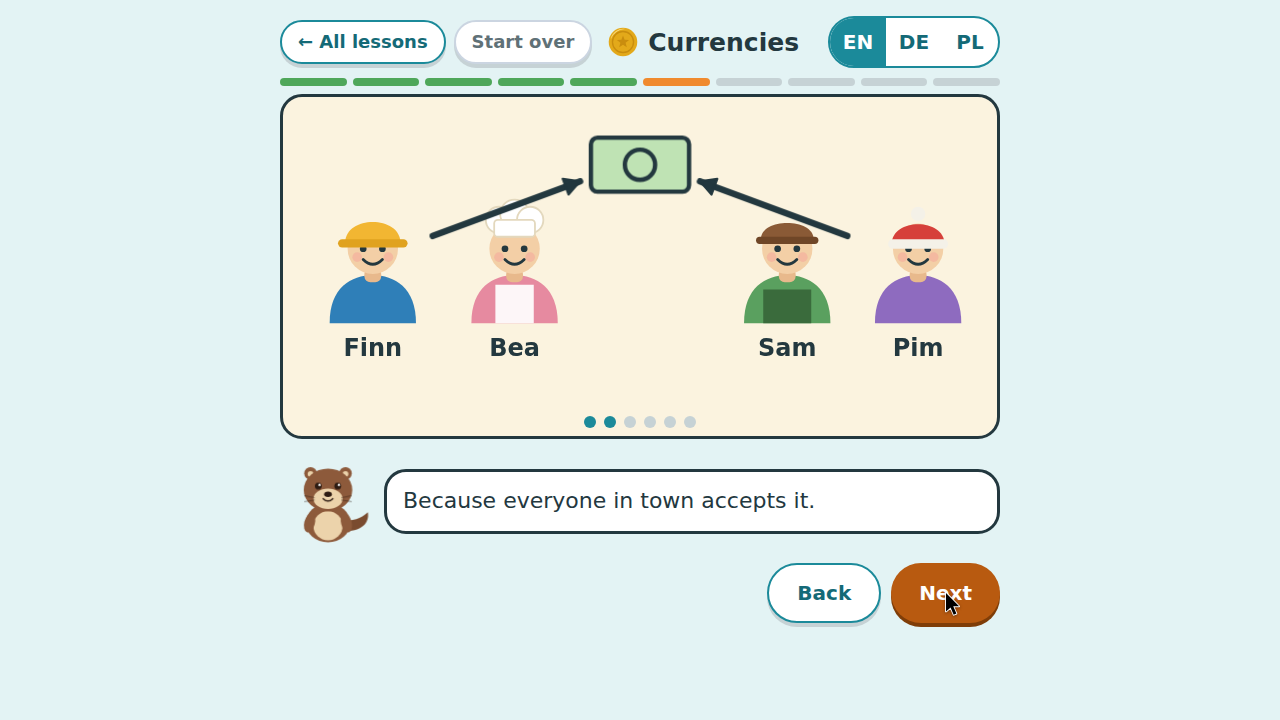 ← All lessons
Start over
Currencies
EN DE PL
Finn Bea Sam Pim
Because everyone in town accepts it.
Back Next